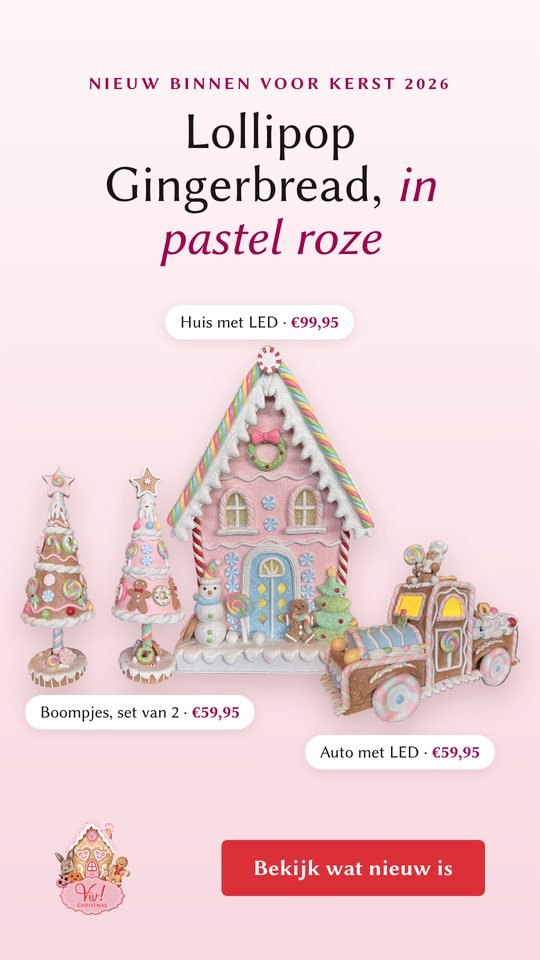 NIEUW BINNEN VOOR KERST 2026
Lollipop
Gingerbread, in
pastel roze
Huis met LED · €99,95
Boompjes, set van 2 · €59,95
Auto met LED · €59,95
Viv!
CHRISTMAS
Bekijk wat nieuw is